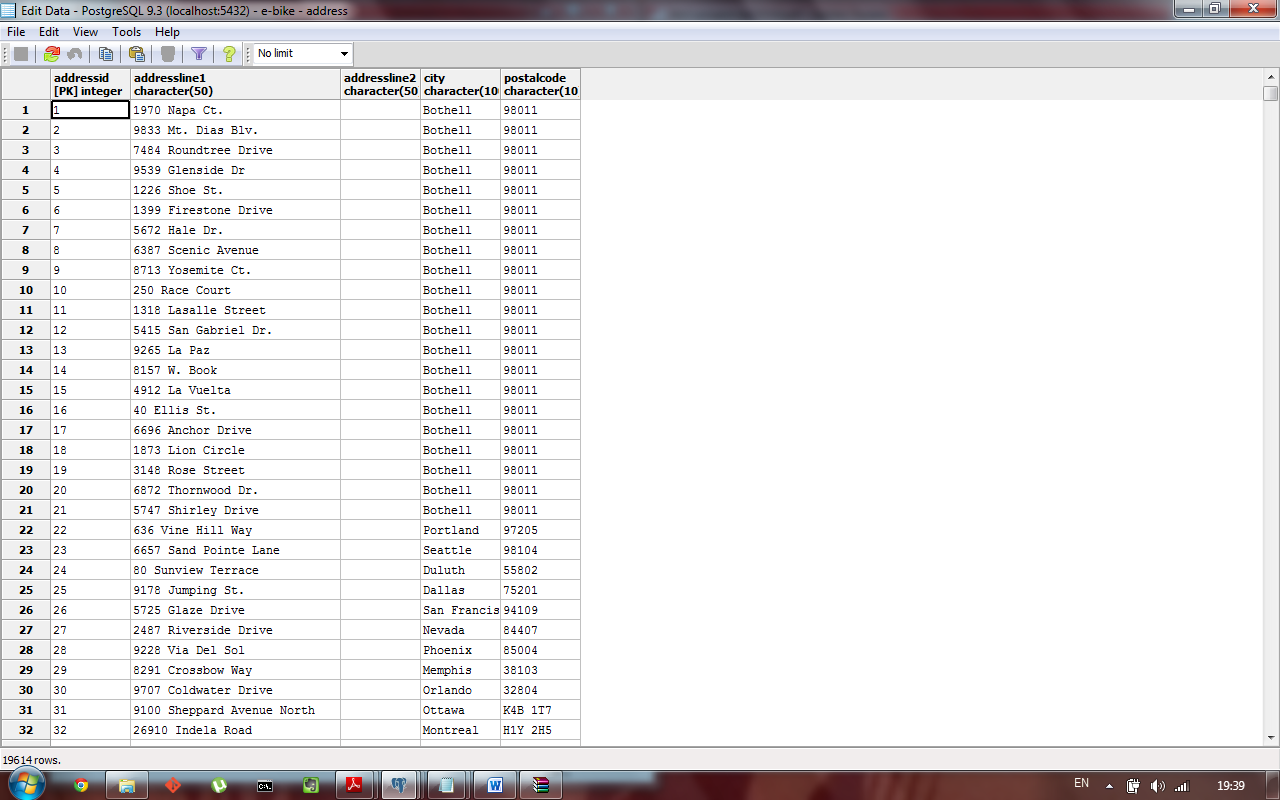 Edit Data - PostgreSQL 9.3 (localhost:5432) - e-bike - address
File Edit View Tools Help
No limit
addressid addressline1 addressline2 city postalcode
[PK] integer character(50) character(50 character(10 character(10
1 1 1970 Napa Ct. Bothell 98011
2 2 9833 Mt. Dias Blv. Bothell 98011
3 3 7484 Roundtree Drive Bothell 98011
4 4 9539 Glenside Dr Bothell 98011
5 5 1226 Shoe St. Bothell 98011
6 6 1399 Firestone Drive Bothell 98011
7 7 5672 Hale Dr. Bothell 98011
8 8 6387 Scenic Avenue Bothell 98011
9 9 8713 Yosemite Ct. Bothell 98011
10 10 250 Race Court Bothell 98011
11 11 1318 Lasalle Street Bothell 98011
12 12 5415 San Gabriel Dr. Bothell 98011
13 13 9265 La Paz Bothell 98011
14 14 8157 W. Book Bothell 98011
15 15 4912 La Vuelta Bothell 98011
16 16 40 Ellis St. Bothell 98011
17 17 6696 Anchor Drive Bothell 98011
18 18 1873 Lion Circle Bothell 98011
19 19 3148 Rose Street Bothell 98011
20 20 6872 Thornwood Dr. Bothell 98011
21 21 5747 Shirley Drive Bothell 98011
22 22 636 Vine Hill Way Portland 97205
23 23 6657 Sand Pointe Lane Seattle 98104
24 24 80 Sunview Terrace Duluth 55802
25 25 9178 Jumping St. Dallas 75201
26 26 5725 Glaze Drive San Francis 94109
27 27 2487 Riverside Drive Nevada 84407
28 28 9228 Via Del Sol Phoenix 85004
29 29 8291 Crossbow Way Memphis 38103
30 30 9707 Coldwater Drive Orlando 32804
31 31 9100 Sheppard Avenue North Ottawa K4B 1T7
32 32 26910 Indela Road Montreal H1Y 2H5
19614 rows.
EN 19:39